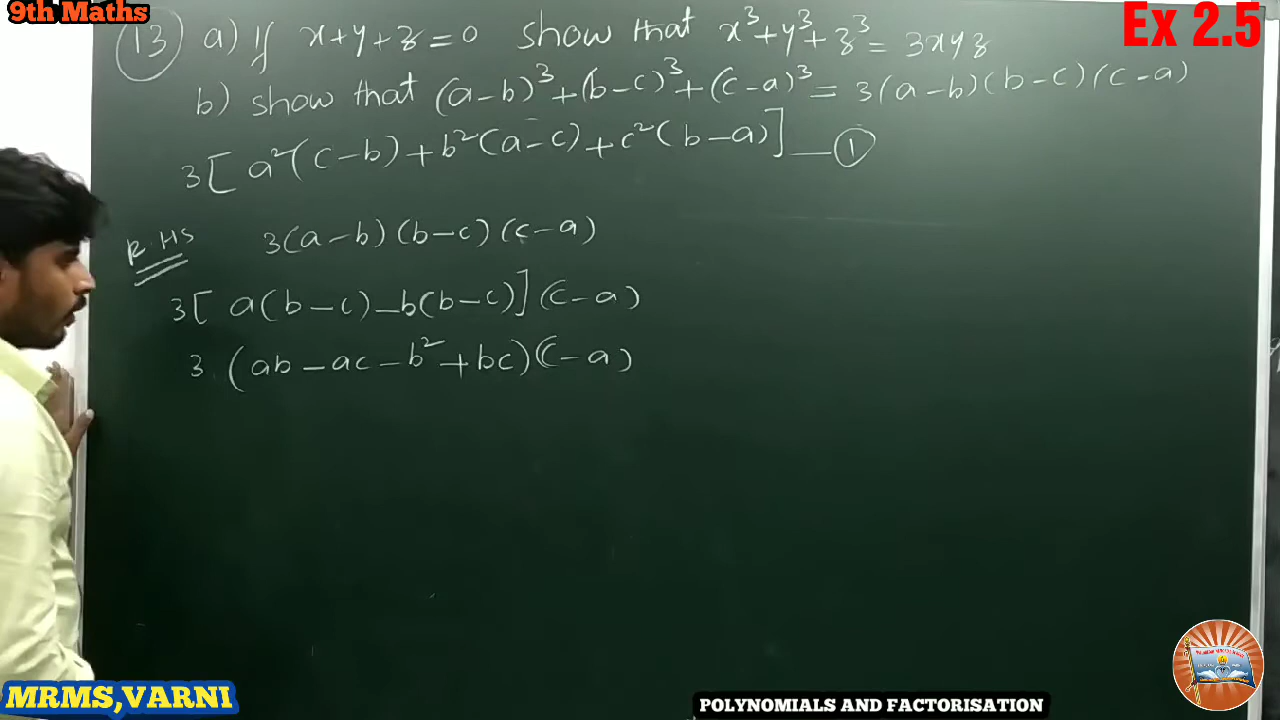 9th Maths
Ex 2.5
13) a) If x+y+z=0 show that x³+y³+z³=3xyz
b) show that (a-b)³+(b-c)³+(c-a)³=3(a-b)(b-c)(c-a)
3[a²(c-b)+b²(a-c)+c²(b-a)] — ①
R.HS 3(a-b)(b-c)(c-a)
3[a(b-c)-b(b-c)](c-a)
3(ab-ac-b²+bc)(c-a)
MRMS,VARNI
POLYNOMIALS AND FACTORISATION